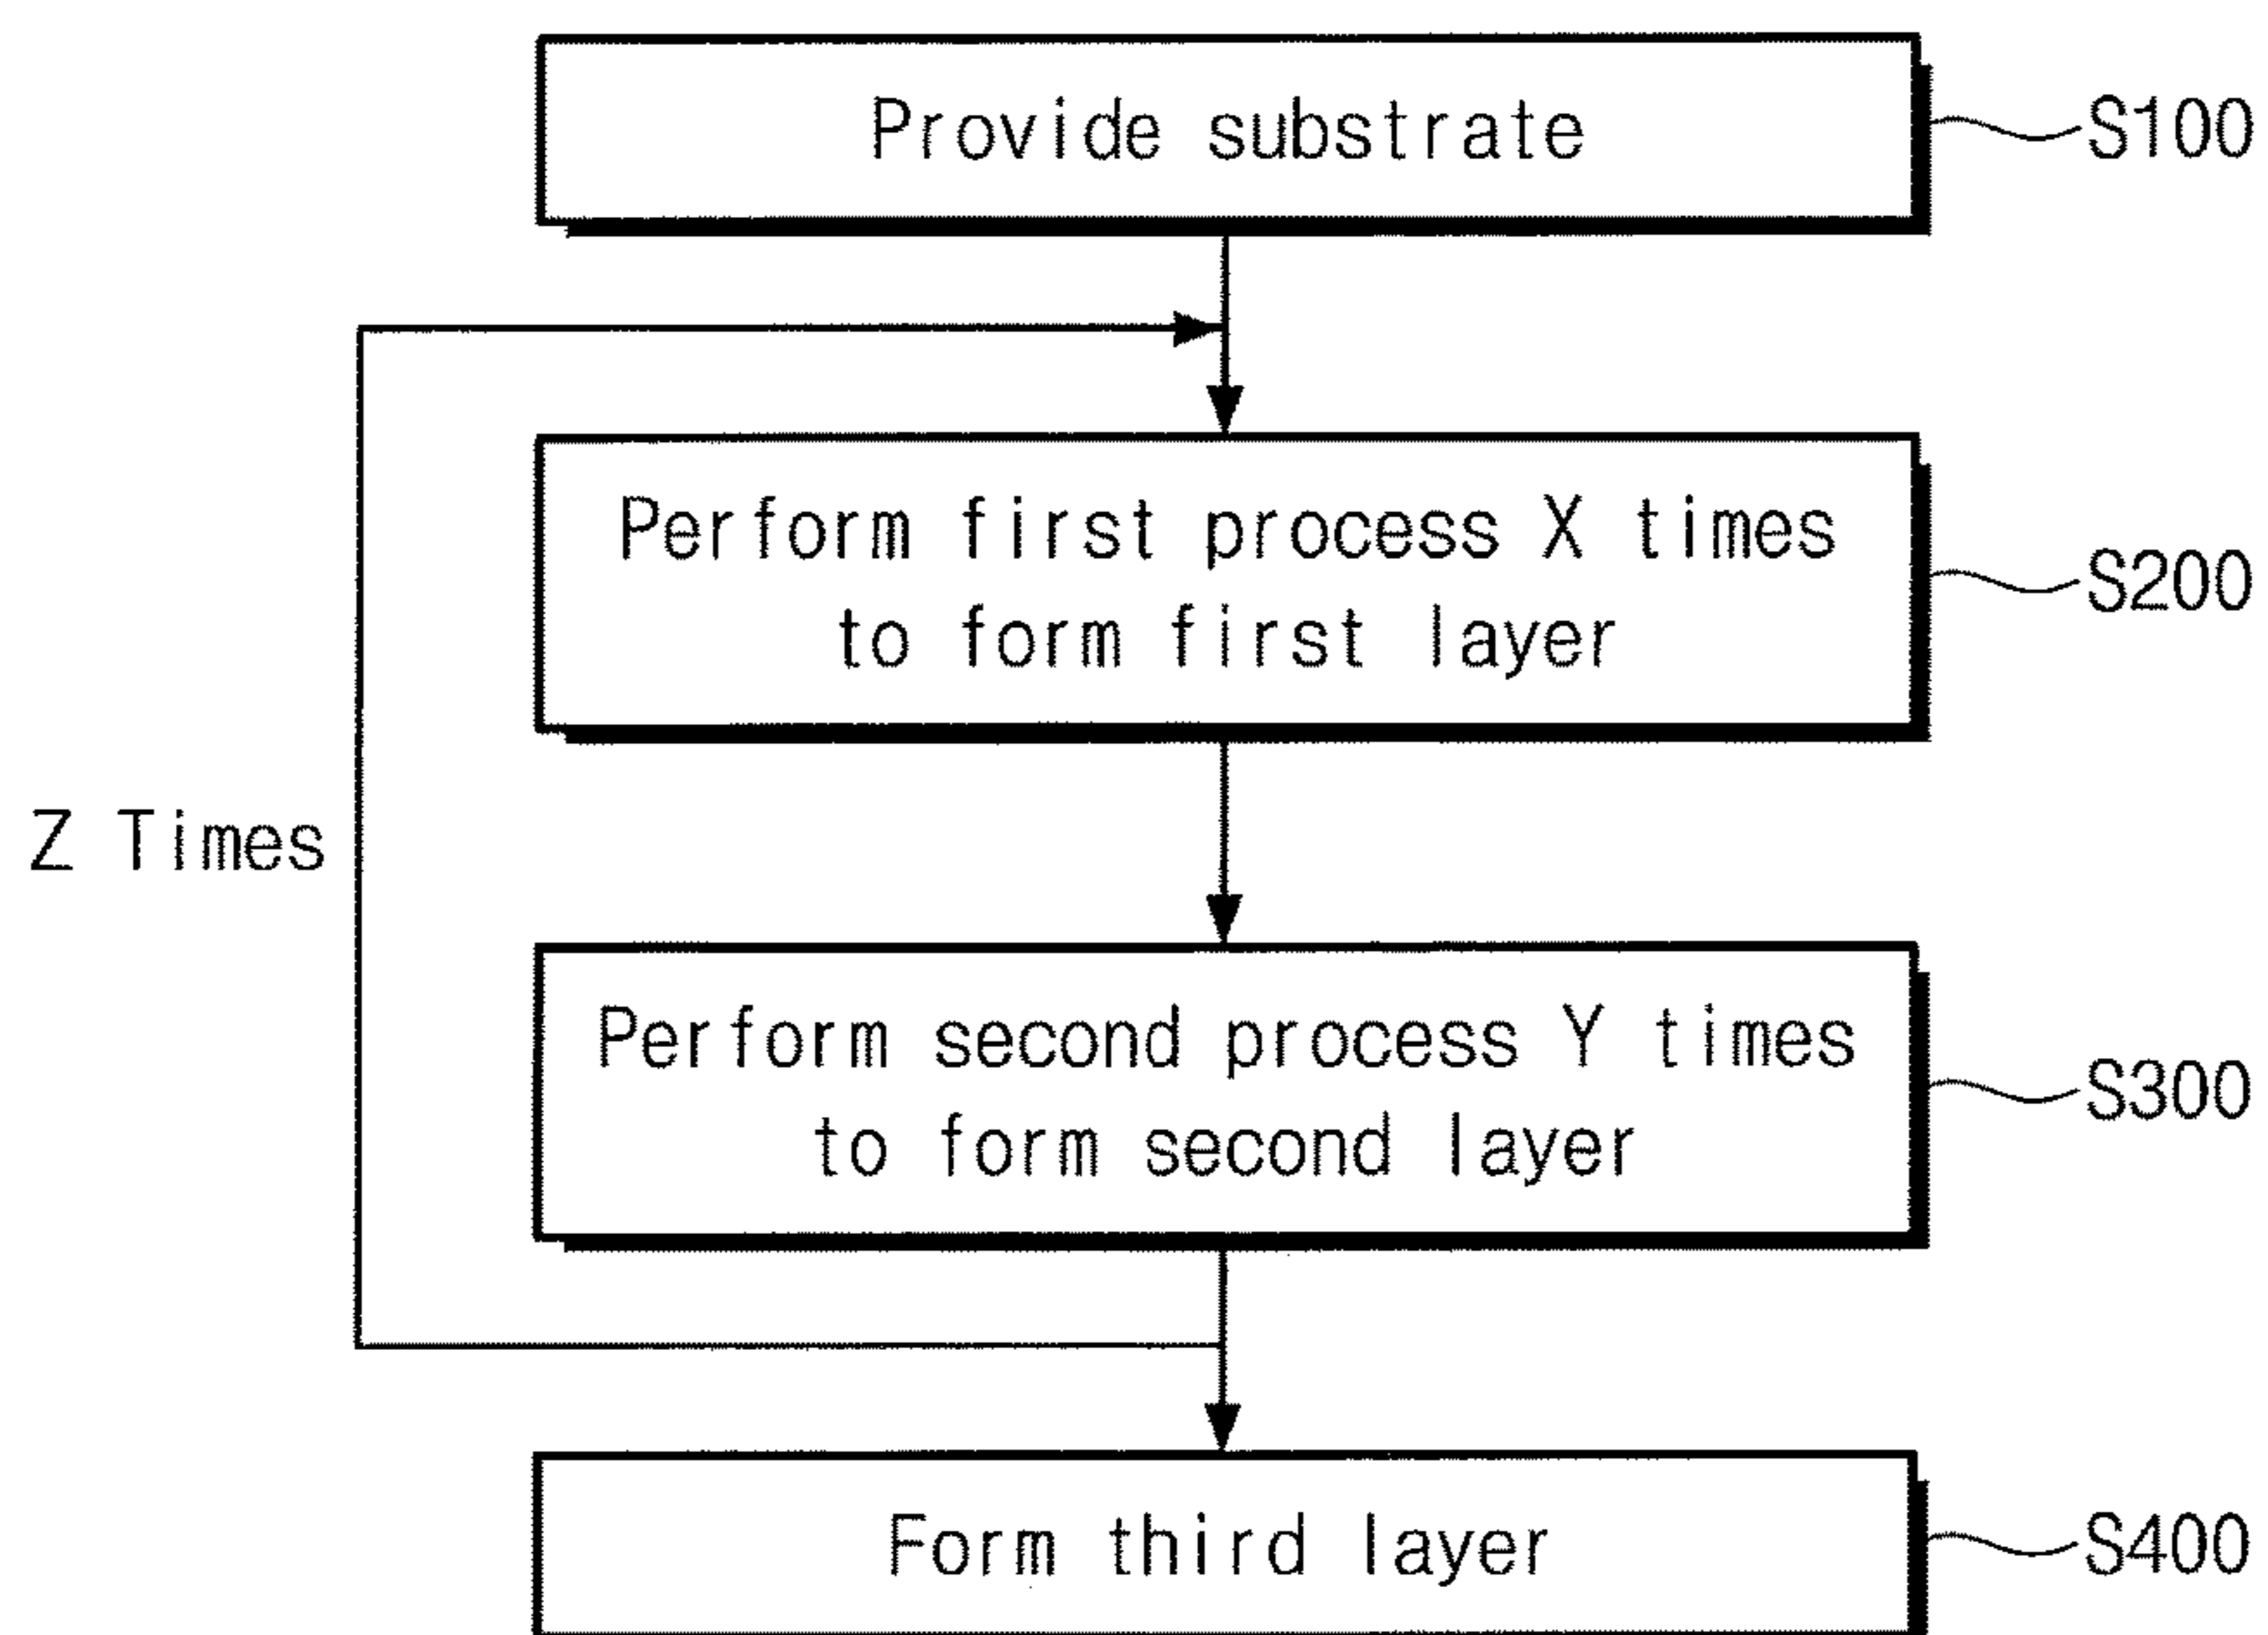 Provide substrate
S100
Perform first process X times
to form first layer
S200
Z Times
Perform second process Y times
to form second layer
S300
Form third layer
S400